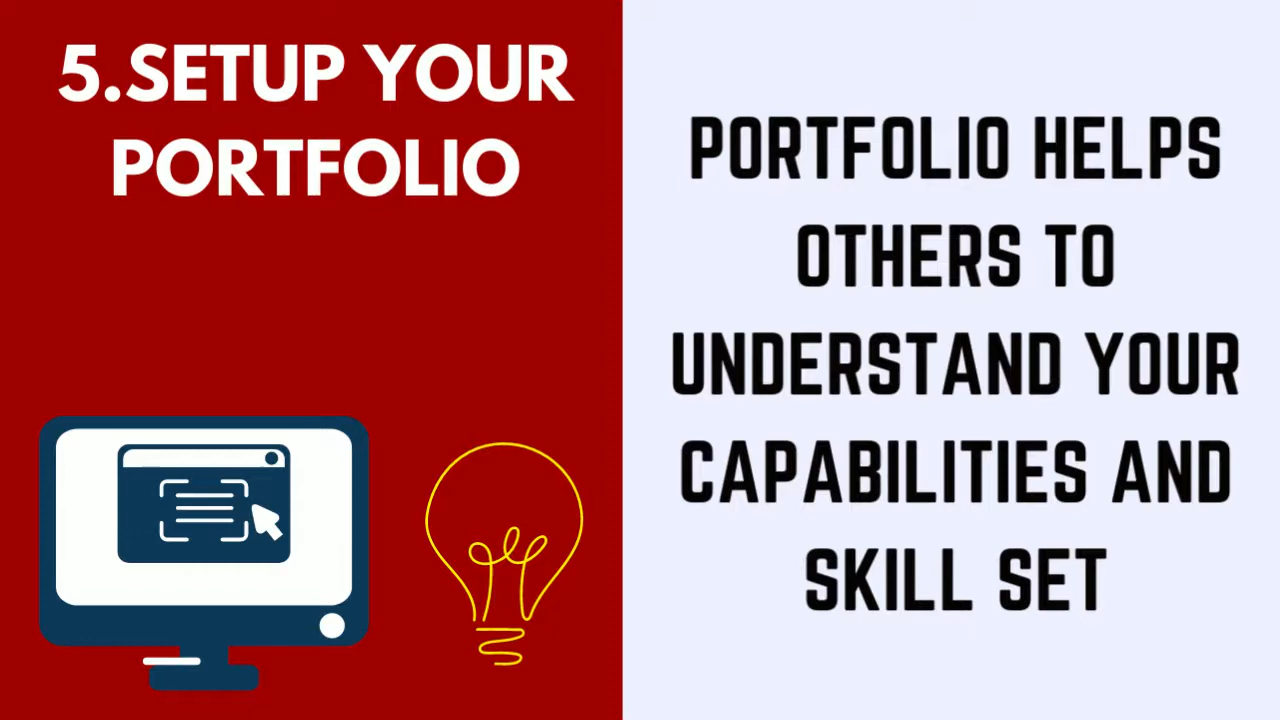 5.SETUP YOUR
PORTFOLIO
PORTFOLIO HELPS
OTHERS TO
UNDERSTAND YOUR
CAPABILITIES AND
SKILL SET